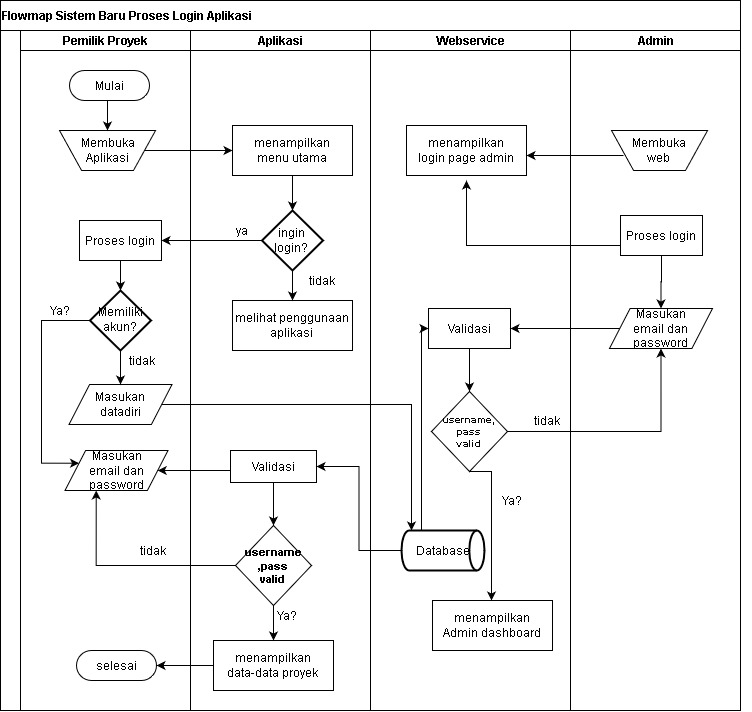 Flowmap Sistem Baru Proses Login Aplikasi
Pemilik Proyek
Aplikasi
Webservice
Admin
Mulai
Membuka
Aplikasi
menampilkan
menu utama
menampilkan
login page admin
Membuka
web
Proses login
ya
ingin
login?
Proses login
tidak
Ya?
Memiliki
akun?
melihat penggunaan
aplikasi
Validasi
Masukan
email dan
password
tidak
Masukan
datadiri
username,
pass
valid
tidak
Masukan
email dan
password
Validasi
Ya?
tidak
username
,pass
valid
Database
Ya?
menampilkan
Admin dashboard
selesai
menampilkan
data-data proyek